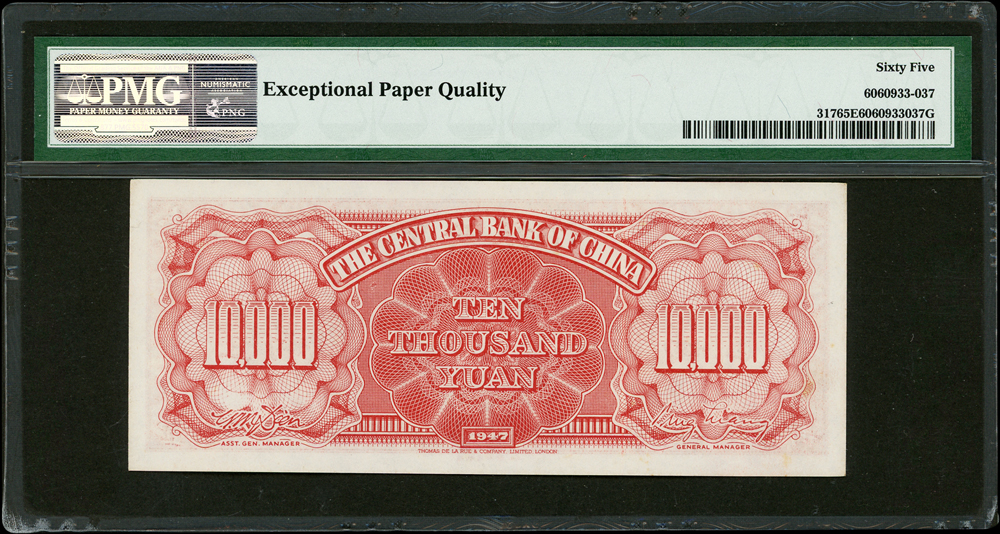 PMG
PAPER MONEY GUARANTY
NUMISMATIC
PNG
Exceptional Paper Quality
Sixty Five
6060933-037
31765E6060933037G
THE CENTRAL BANK OF CHINA
10,000
TEN
THOUSAND
YUAN
10,000
ASST. GEN. MANAGER
1947
GENERAL MANAGER
THOMAS DE LA RUE & COMPANY, LIMITED, LONDON